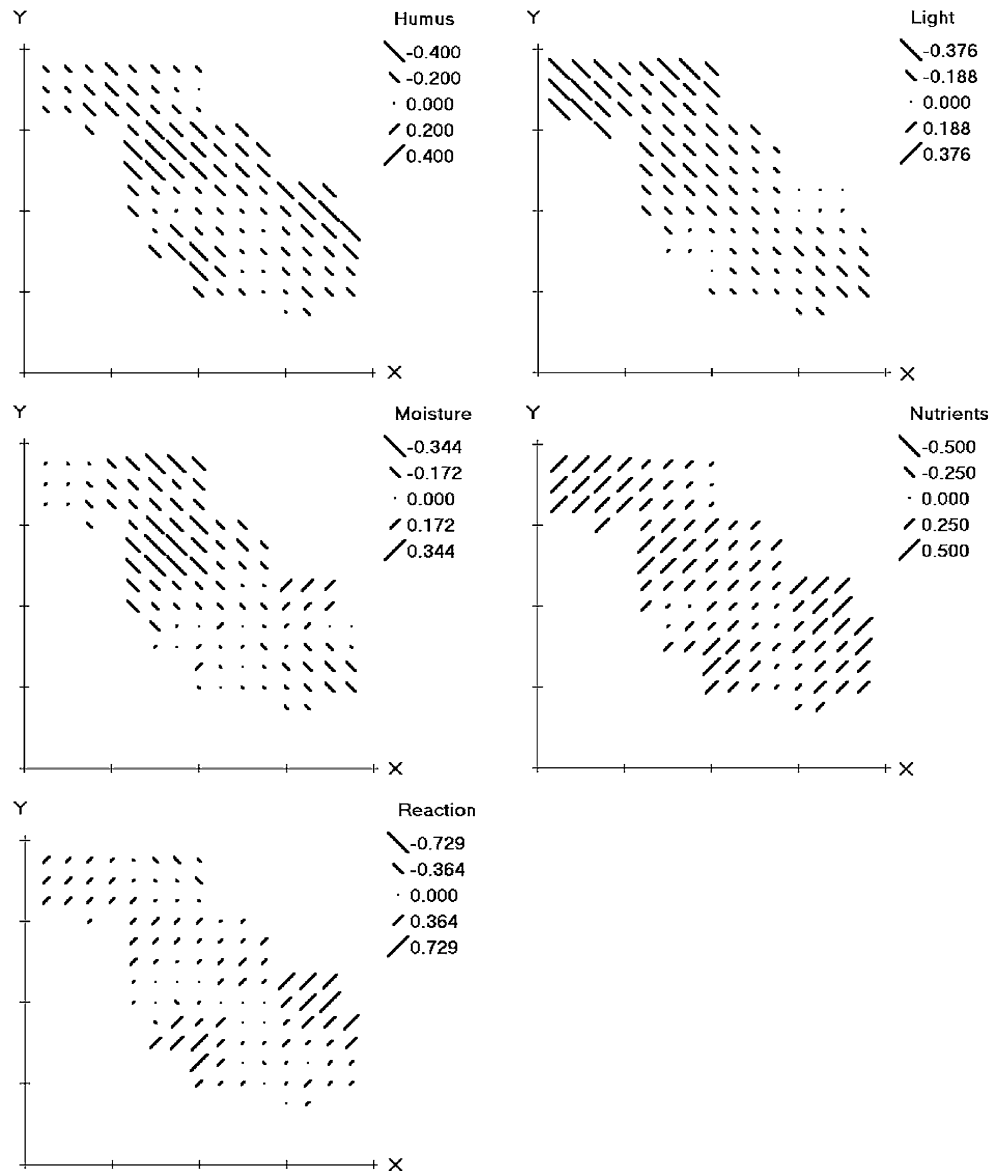 Y
Humus
-0.400
-0.200
0.000
0.200
0.400
X
Y
Light
-0.376
-0.188
0.000
0.188
0.376
X
Y
Moisture
-0.344
-0.172
0.000
0.172
0.344
X
Y
Nutrients
-0.500
-0.250
0.000
0.250
0.500
X
Y
Reaction
-0.729
-0.364
0.000
0.364
0.729
X